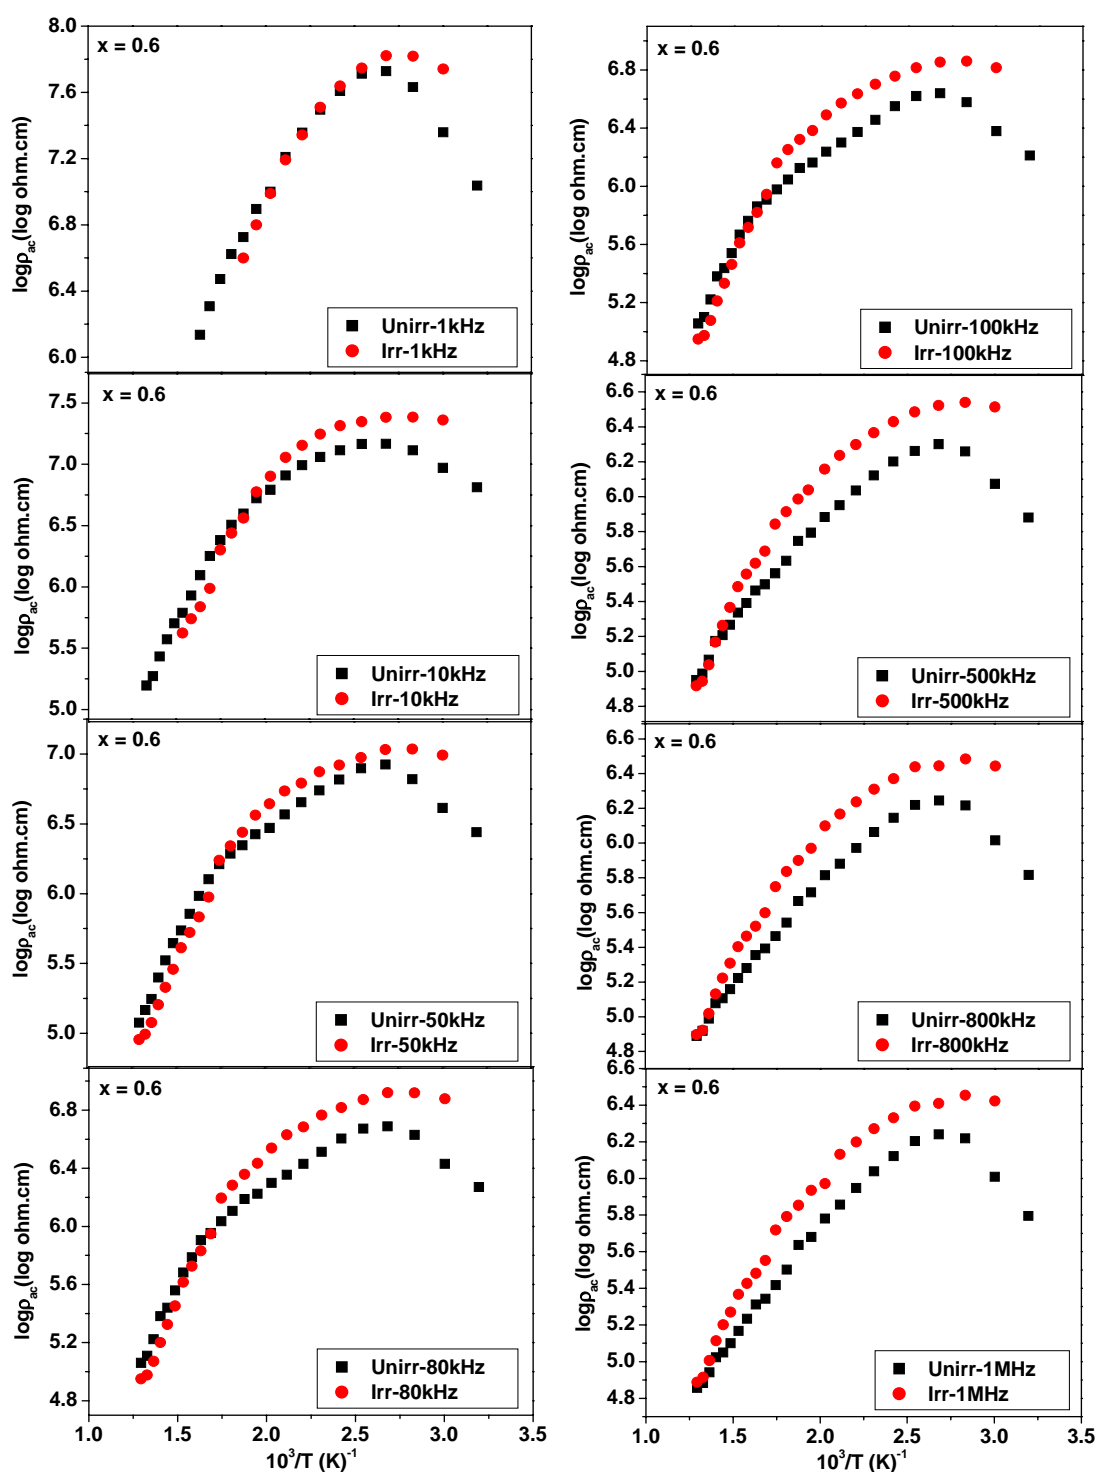 x = 0.6
8.0
7.6
7.2
6.8
6.4
6.0
logρac(log ohm.cm)
Unirr-1kHz
Irr-1kHz
x = 0.6
7.5
7.0
6.5
6.0
5.5
5.0
logρac(log ohm.cm)
Unirr-10kHz
Irr-10kHz
x = 0.6
7.0
6.5
6.0
5.5
5.0
logρac(log ohm.cm)
Unirr-50kHz
Irr-50kHz
x = 0.6
6.8
6.4
6.0
5.6
5.2
4.8
logρac(log ohm.cm)
Unirr-80kHz
Irr-80kHz
1.0 1.5 2.0 2.5 3.0 3.5
10³/T (K)⁻¹
x = 0.6
6.8
6.4
6.0
5.6
5.2
4.8
logρac(log ohm.cm)
Unirr-100kHz
Irr-100kHz
x = 0.6
6.6
6.4
6.2
6.0
5.8
5.6
5.4
5.2
5.0
4.8
logρac(log ohm.cm)
Unirr-500kHz
Irr-500kHz
x = 0.6
6.6
6.4
6.2
6.0
5.8
5.6
5.4
5.2
5.0
4.8
logρac(log ohm.cm)
Unirr-800kHz
Irr-800kHz
x = 0.6
6.6
6.4
6.2
6.0
5.8
5.6
5.4
5.2
5.0
4.8
logρac(log ohm.cm)
Unirr-1MHz
Irr-1MHz
1.0 1.5 2.0 2.5 3.0 3.5
10³/T (K)⁻¹